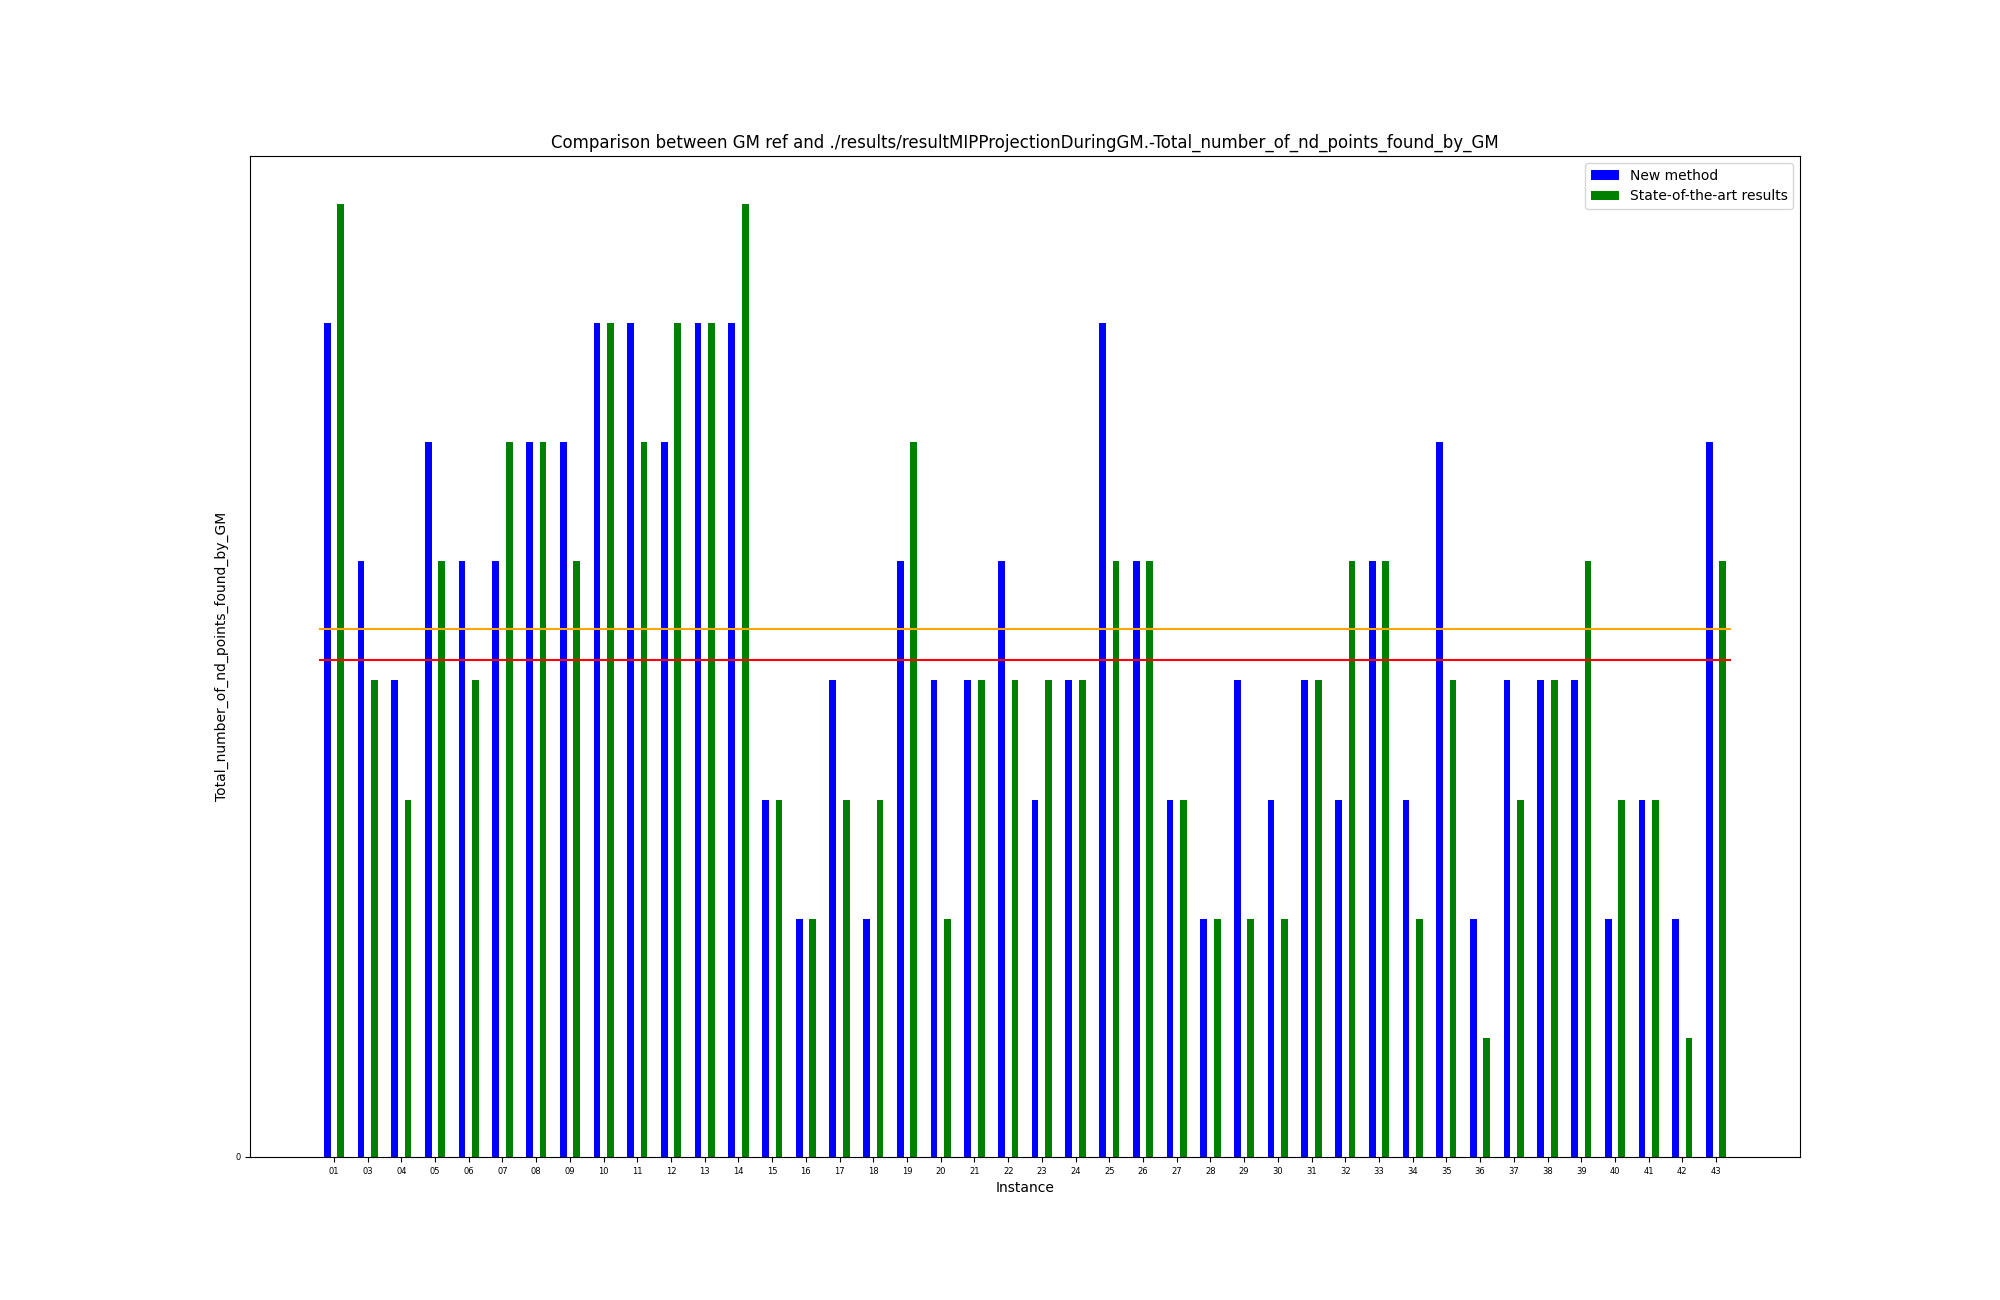 Comparison between GM ref and ./results/resultMIPProjectionDuringGM.-Total_number_of_nd_points_found_by_GM
New method
State-of-the-art results
Total_number_of_nd_points_found_by_GM
0
01 03 04 05 06 07 08 09 10 11 12 13 14 15 16 17 18 19 20 21 22 23 24 25 26 27 28 29 30 31 32 33 34 35 36 37 38 39 40 41 42 43
Instance